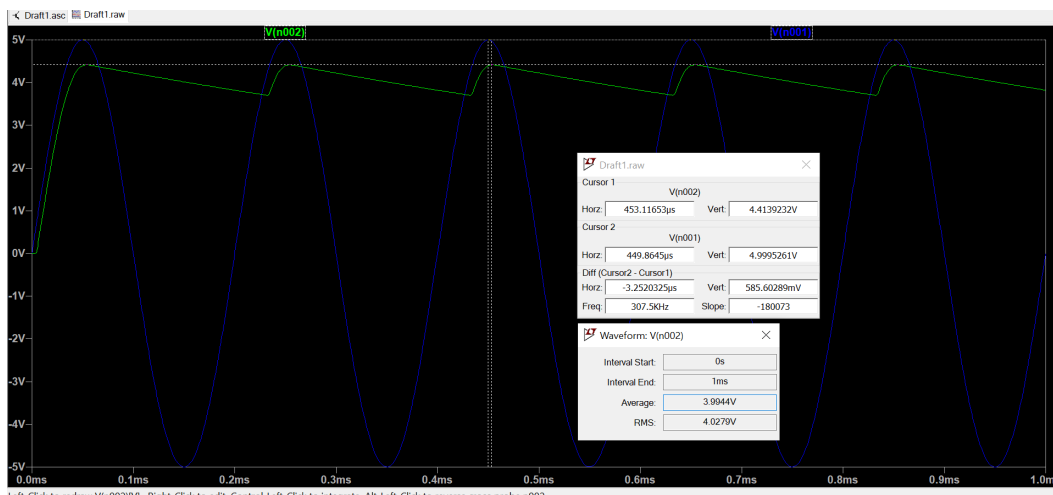 Draft1.asc Draft1.raw
V(n002) V(n001)
5V
4V
3V
2V
1V
0V
-1V
-2V
-3V
-4V
-5V
Draft1.raw
Cursor 1
V(n002)
Horz: 453.11653µs Vert: 4.4139232V
Cursor 2
V(n001)
Horz: 449.8645µs Vert: 4.9995261V
Diff (Cursor2 - Cursor1)
Horz: -3.2520325µs Vert: 585.60289mV
Freq: 307.5KHz Slope: -180073
Waveform: V(n002)
Interval Start: 0s
Interval End: 1ms
Average: 3.9944V
RMS: 4.0279V
0.0ms 0.1ms 0.2ms 0.3ms 0.4ms 0.5ms 0.6ms 0.7ms 0.8ms 0.9ms 1.0m